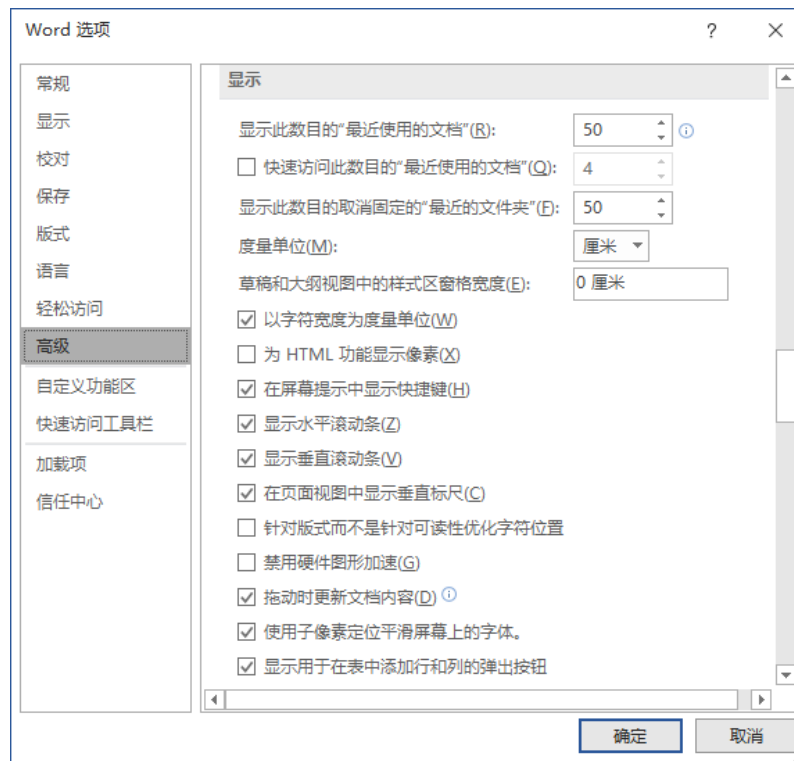 Word 选项
常规
显示
校对
保存
版式
语言
轻松访问
高级
自定义功能区
快速访问工具栏
加载项
信任中心
显示
显示此数目的“最近使用的文档”(R): 50
快速访问此数目的“最近使用的文档”(Q): 4
显示此数目的取消固定的“最近的文件夹”(F): 50
度量单位(M): 厘米
草稿和大纲视图中的样式区窗格宽度(E): 0 厘米
以字符宽度为度量单位(W)
为 HTML 功能显示像素(X)
在屏幕提示中显示快捷键(H)
显示水平滚动条(Z)
显示垂直滚动条(V)
在页面视图中显示垂直标尺(C)
针对版式而不是针对可读性优化字符位置
禁用硬件图形加速(G)
拖动时更新文档内容(D)
使用子像素定位平滑屏幕上的字体。
显示用于在表中添加行和列的弹出按钮
确定 取消